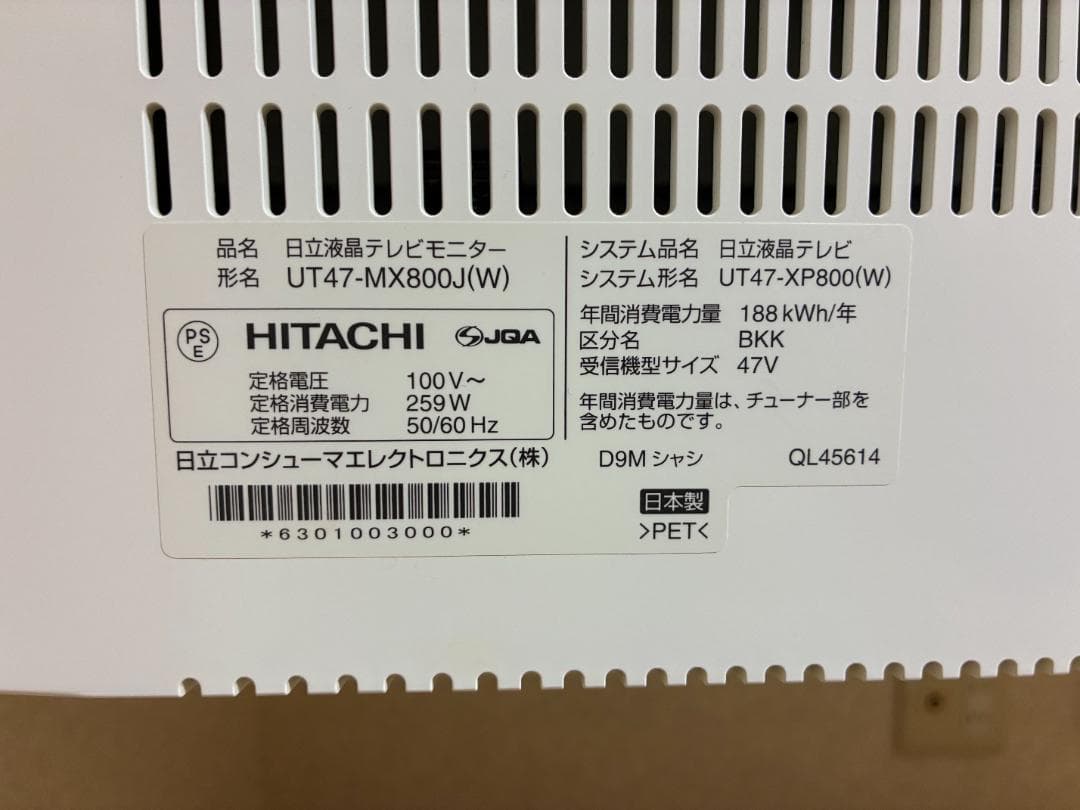 品名 日立液晶テレビモニター
形名 UT47-MX800J(W)
PS
E
HITACHI JQA
定格電圧 100V〜
定格消費電力 259W
定格周波数 50/60Hz
日立コンシューマエレクトロニクス(株)
*6301003000*
システム品名 日立液晶テレビ
システム形名 UT47-XP800(W)
年間消費電力量 188kWh/年
区分名 BKK
受信機型サイズ 47V
年間消費電力量は、チューナー部を
含めたものです。
D9Mシャシ QL45614
日本製
>PET<